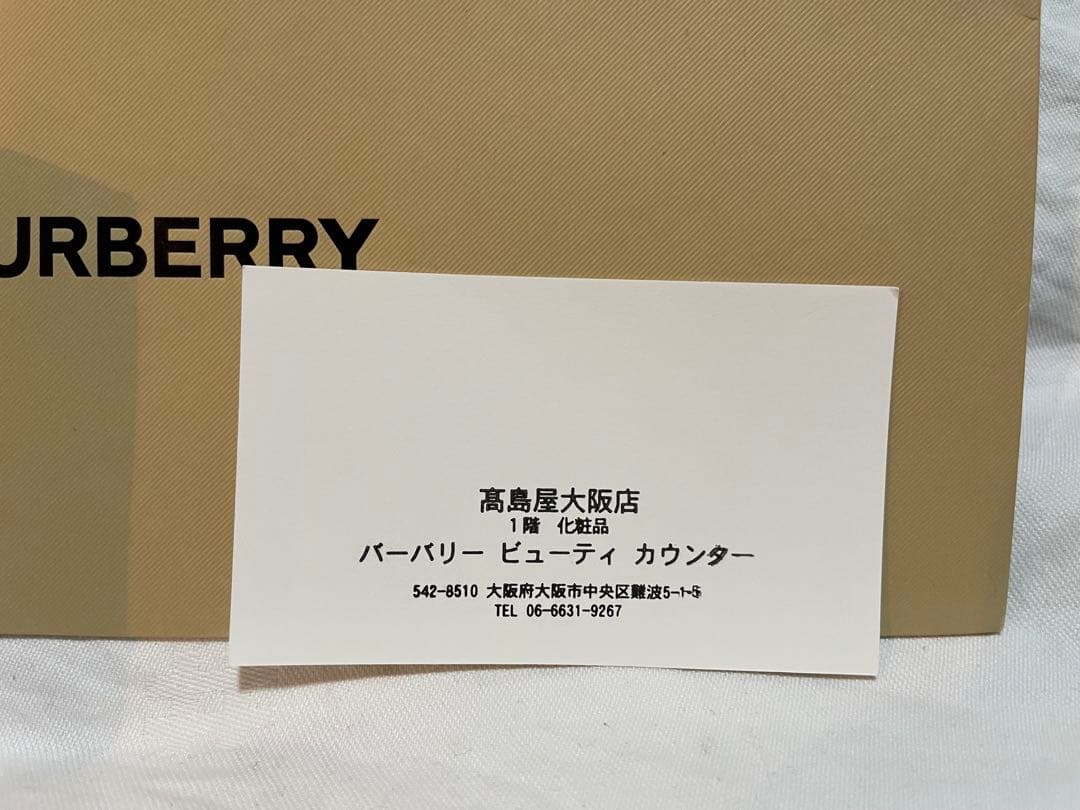 URBERRY
髙島屋大阪店
1階 化粧品
バーバリー ビューティ カウンター
542-8510 大阪府大阪市中央区難波5-1-5
TEL 06-6631-9267